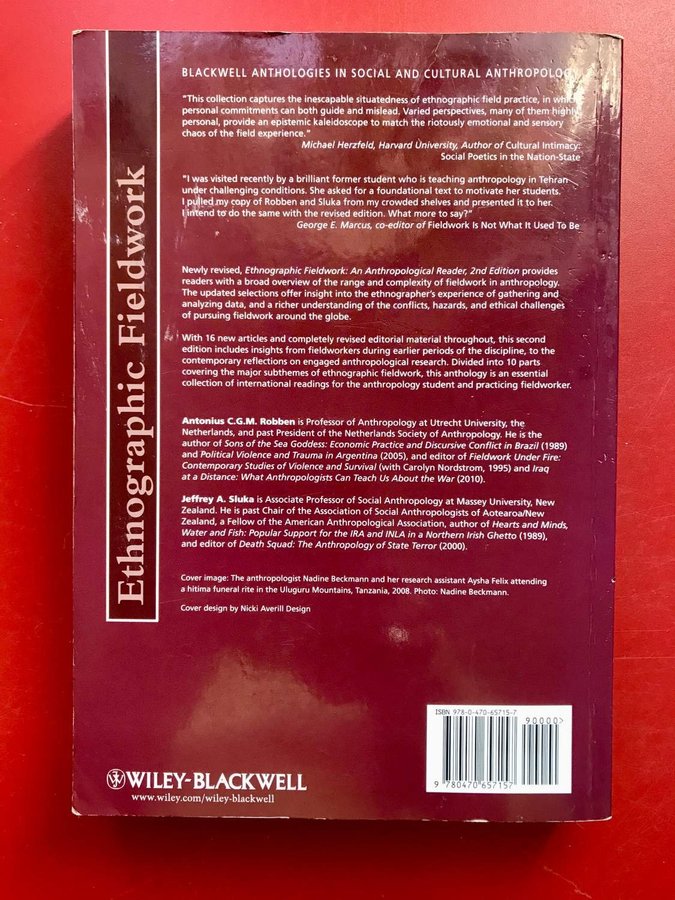 Ethnographic Fieldwork
BLACKWELL ANTHOLOGIES IN SOCIAL AND CULTURAL ANTHROPOLOGY
"This collection captures the inescapable situatedness of ethnographic field practice, in which
personal commitments can both guide and mislead. Varied perspectives, many of them highly
personal, provide an epistemic kaleidoscope to match the riotously emotional and sensory
chaos of the field experience."
Michael Herzfeld, Harvard University, Author of Cultural Intimacy:
Social Poetics in the Nation-State
"I was visited recently by a brilliant former student who is teaching anthropology in Tehran
under challenging conditions. She asked for a foundational text to motivate her students.
I pulled my copy of Robben and Sluka from my crowded shelves and presented it to her.
I intend to do the same with the revised edition. What more to say?"
George E. Marcus, co-editor of Fieldwork Is Not What It Used To Be
Newly revised, Ethnographic Fieldwork: An Anthropological Reader, 2nd Edition provides
readers with a broad overview of the range and complexity of fieldwork in anthropology.
The updated selections offer insight into the ethnographer's experience of gathering and
analyzing data, and a richer understanding of the conflicts, hazards, and ethical challenges
of pursuing fieldwork around the globe.
With 16 new articles and completely revised editorial material throughout, this second
edition includes insights from fieldworkers during earlier periods of the discipline, to the
contemporary reflections on engaged anthropological research. Divided into 10 parts
covering the major subthemes of ethnographic fieldwork, this anthology is an essential
collection of international readings for the anthropology student and practicing fieldworker.
Antonius C.G.M. Robben is Professor of Anthropology at Utrecht University, the
Netherlands, and past President of the Netherlands Society of Anthropology. He is the
author of Sons of the Sea Goddess: Economic Practice and Discursive Conflict in Brazil (1989)
and Political Violence and Trauma in Argentina (2005), and editor of Fieldwork Under Fire:
Contemporary Studies of Violence and Survival (with Carolyn Nordstrom, 1995) and Iraq
at a Distance: What Anthropologists Can Teach Us About the War (2010).
Jeffrey A. Sluka is Associate Professor of Social Anthropology at Massey University, New
Zealand. He is past Chair of the Association of Social Anthropologists of Aotearoa/New
Zealand, a Fellow of the American Anthropological Association, author of Hearts and Minds,
Water and Fish: Popular Support for the IRA and INLA in a Northern Irish Ghetto (1989),
and editor of Death Squad: The Anthropology of State Terror (2000).
Cover image: The anthropologist Nadine Beckmann and her research assistant Aysha Felix attending
a hitima funeral rite in the Uluguru Mountains, Tanzania, 2008. Photo: Nadine Beckmann.
Cover design by Nicki Averill Design
ISBN 978-0-470-65715-7
90000>
9 780470 657157
WILEY-BLACKWELL
www.wiley.com/wiley-blackwell